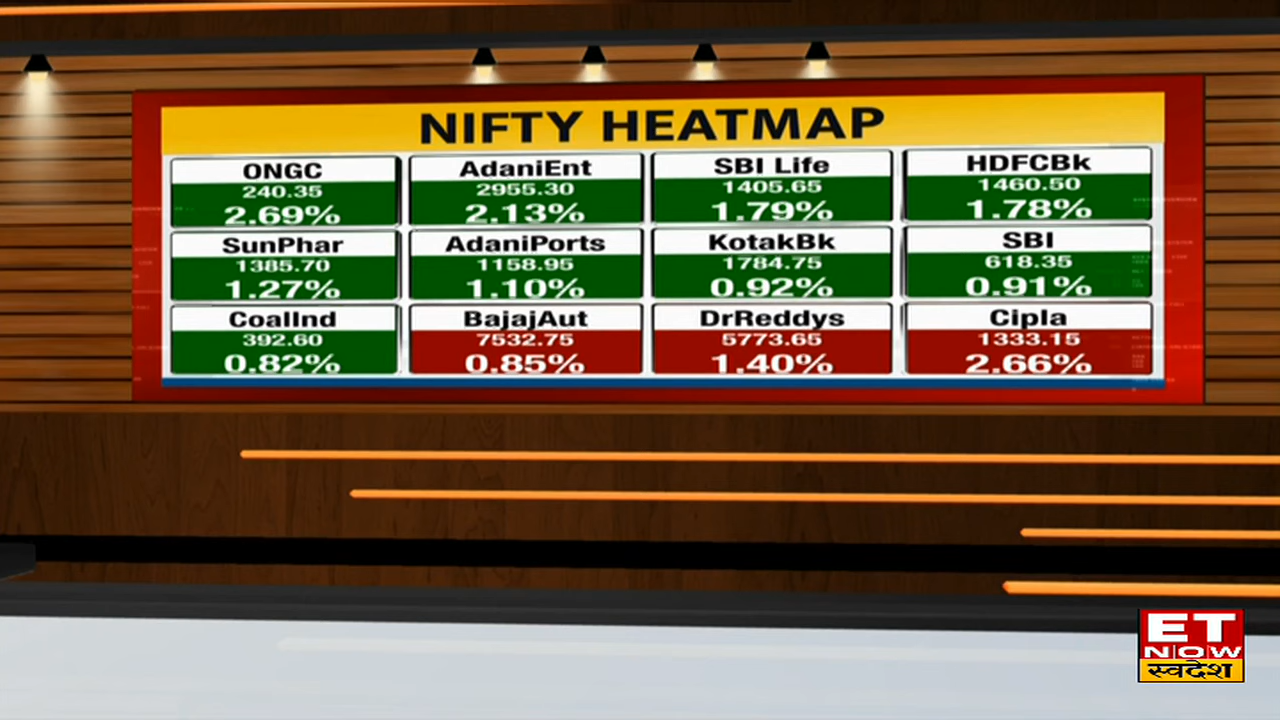 NIFTY HEATMAP
ONGC
240.35
2.69%
AdaniEnt
2955.30
2.13%
SBI Life
1405.65
1.79%
HDFCBk
1460.50
1.78%
SunPhar
1385.70
1.27%
AdaniPorts
1158.95
1.10%
KotakBk
1784.75
0.92%
SBI
618.35
0.91%
CoalInd
392.60
0.82%
BajajAut
7532.75
0.85%
DrReddys
5773.65
1.40%
Cipla
1333.15
2.66%
ET
NOW
स्वदेश